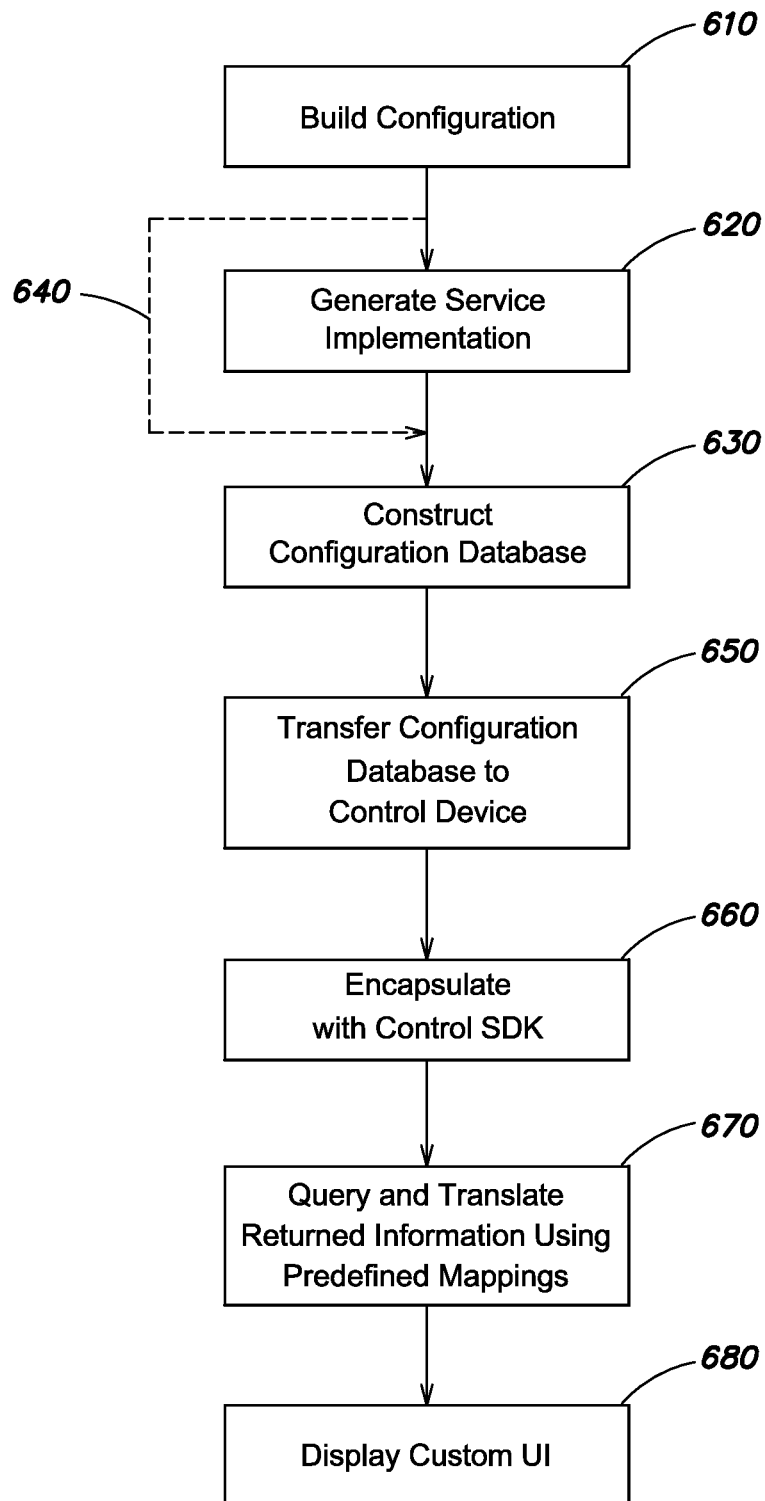 610
Build Configuration
620
640
Generate Service
Implementation
630
Construct
Configuration Database
650
Transfer Configuration
Database to
Control Device
660
Encapsulate
with Control SDK
670
Query and Translate
Returned Information Using
Predefined Mappings
680
Display Custom UI